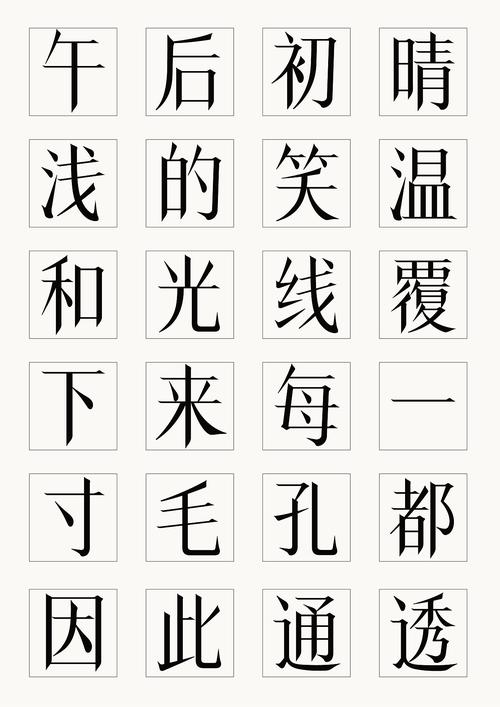 午后初晴
浅的笑温
和光线覆
下来每一
寸毛孔都
因此通透